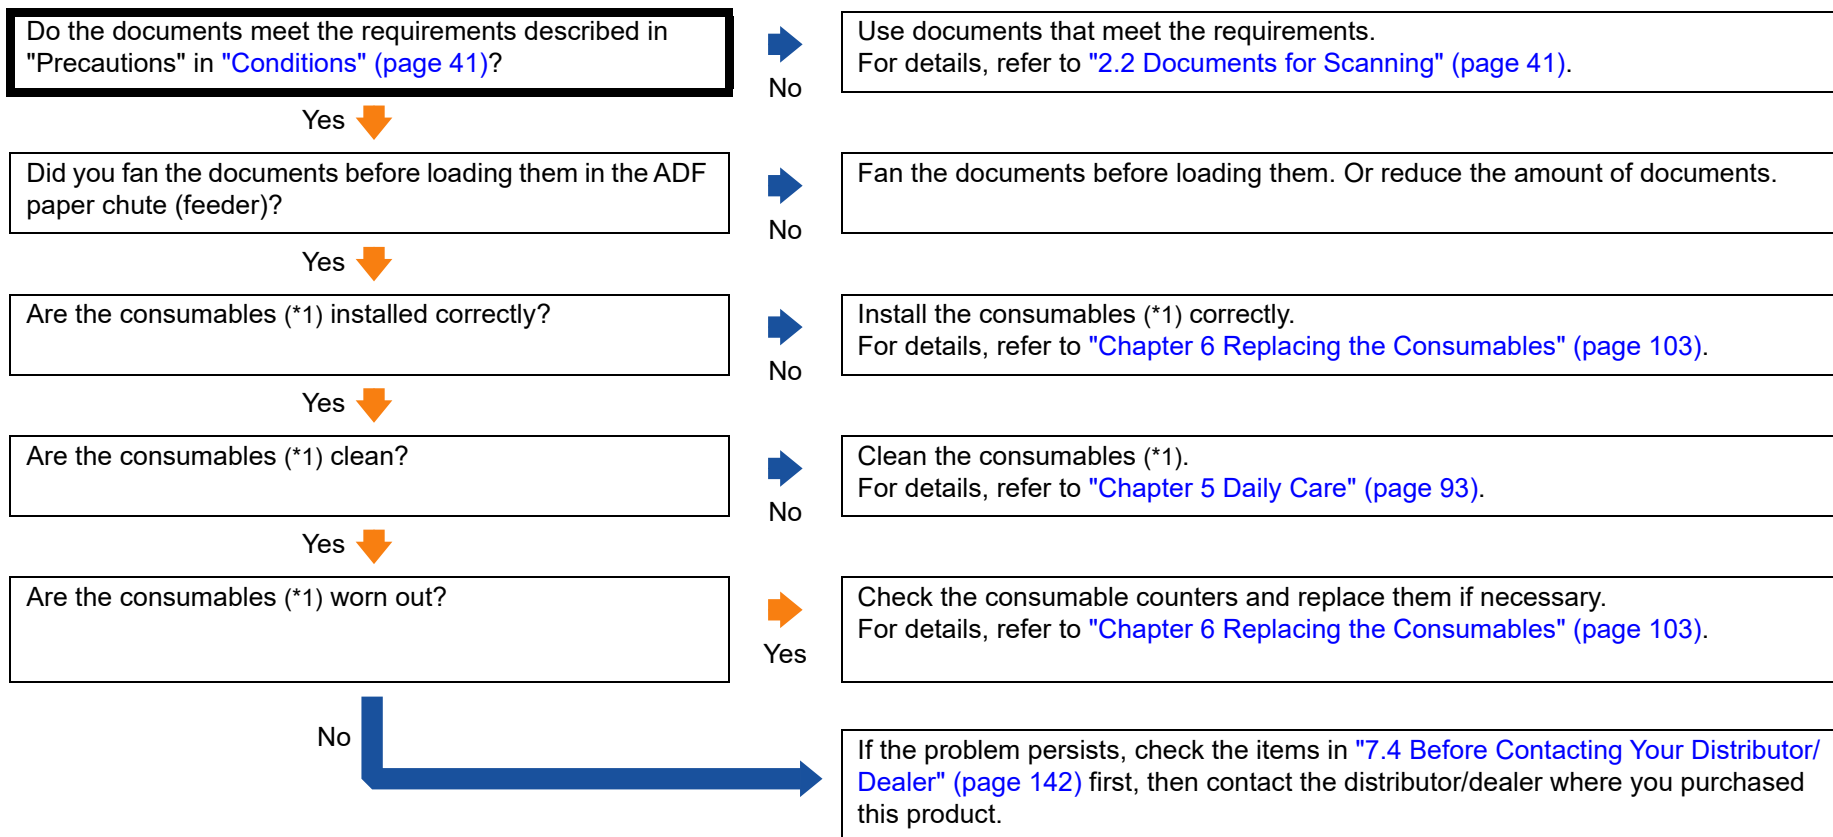 Do the documents meet the requirements described in
"Precautions" in "Conditions" (page 41)?
No
Use documents that meet the requirements.
For details, refer to "2.2 Documents for Scanning" (page 41).
Yes
Did you fan the documents before loading them in the ADF
paper chute (feeder)?
No
Fan the documents before loading them. Or reduce the amount of documents.
Yes
Are the consumables (*1) installed correctly?
No
Install the consumables (*1) correctly.
For details, refer to "Chapter 6 Replacing the Consumables" (page 103).
Yes
Are the consumables (*1) clean?
No
Clean the consumables (*1).
For details, refer to "Chapter 5 Daily Care" (page 93).
Yes
Are the consumables (*1) worn out?
Yes
Check the consumable counters and replace them if necessary.
For details, refer to "Chapter 6 Replacing the Consumables" (page 103).
No
If the problem persists, check the items in "7.4 Before Contacting Your Distributor/
Dealer" (page 142) first, then contact the distributor/dealer where you purchased
this product.